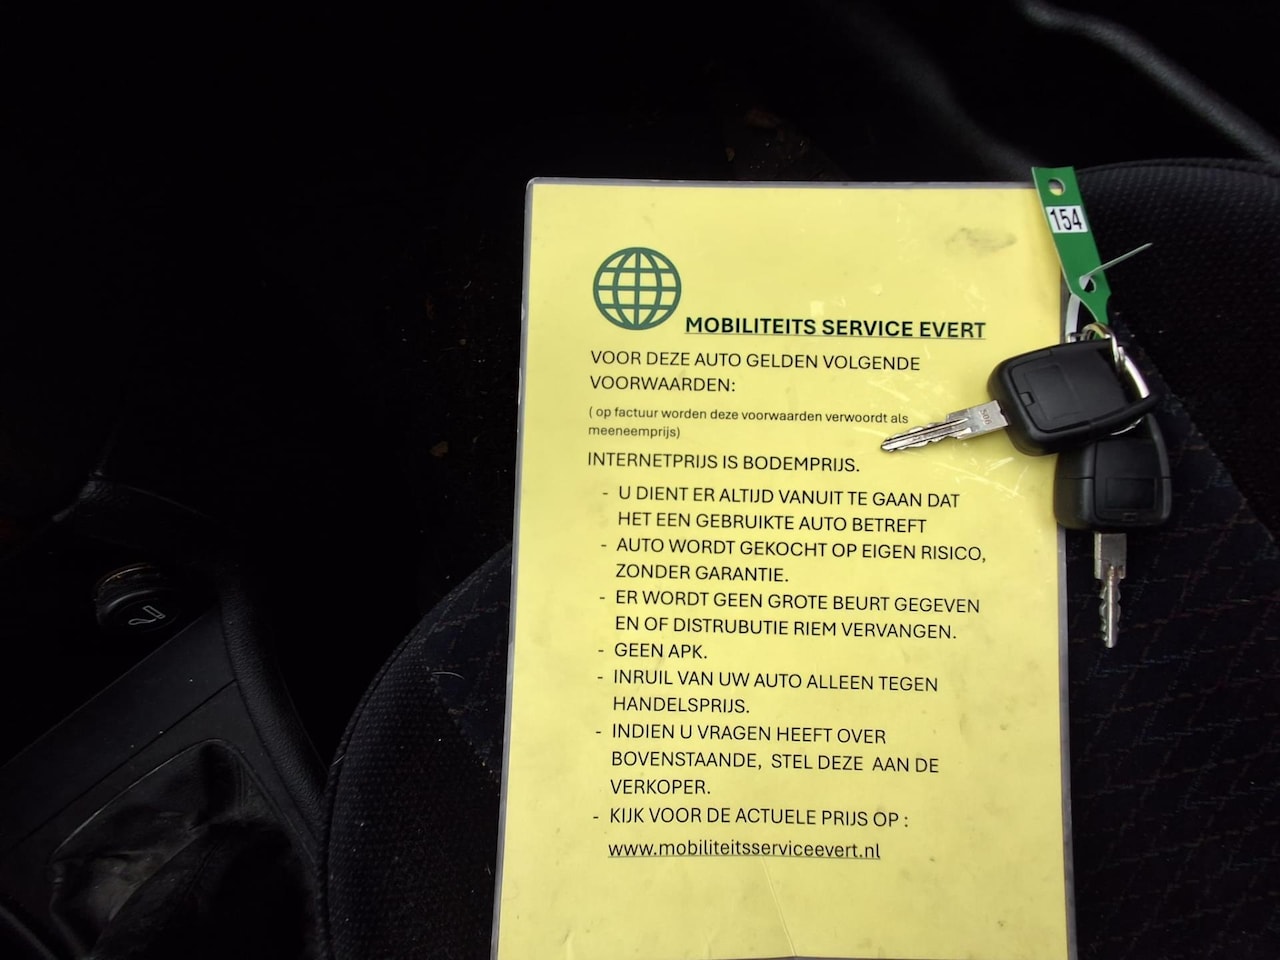 154
MOBILITEITS SERVICE EVERT
VOOR DEZE AUTO GELDEN VOLGENDE
VOORWAARDEN:
( op factuur worden deze voorwaarden verwoordt als
meeneemprijs)
INTERNETPRIJS IS BODEMPRIJS.
- U DIENT ER ALTIJD VANUIT TE GAAN DAT
HET EEN GEBRUIKTE AUTO BETREFT
- AUTO WORDT GEKOCHT OP EIGEN RISICO,
ZONDER GARANTIE.
- ER WORDT GEEN GROTE BEURT GEGEVEN
EN OF DISTRUBUTIE RIEM VERVANGEN.
- GEEN APK.
- INRUIL VAN UW AUTO ALLEEN TEGEN
HANDELSPRIJS.
- INDIEN U VRAGEN HEEFT OVER
BOVENSTAANDE, STEL DEZE AAN DE
VERKOPER.
- KIJK VOOR DE ACTUELE PRIJS OP :
www.mobiliteitsserviceevert.nl